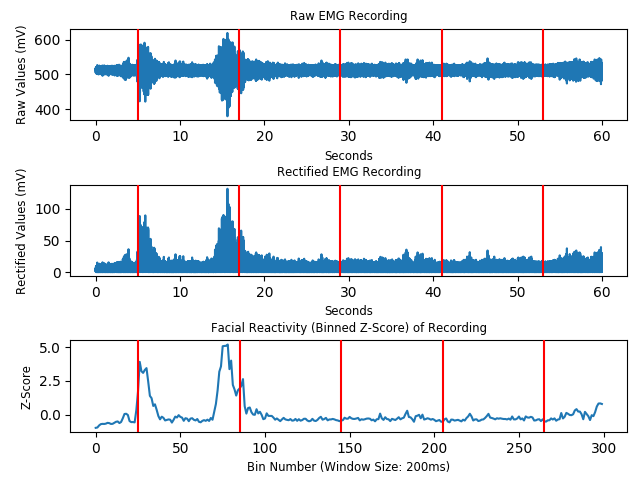 Raw EMG Recording
Raw Values (mV)
600
500
400
0 10 20 30 40 50 60
Seconds
Rectified EMG Recording
Rectified Values (mV)
100
50
0
0 10 20 30 40 50 60
Seconds
Facial Reactivity (Binned Z-Score) of Recording
Z-Score
5.0
2.5
0.0
0 50 100 150 200 250 300
Bin Number (Window Size: 200ms)